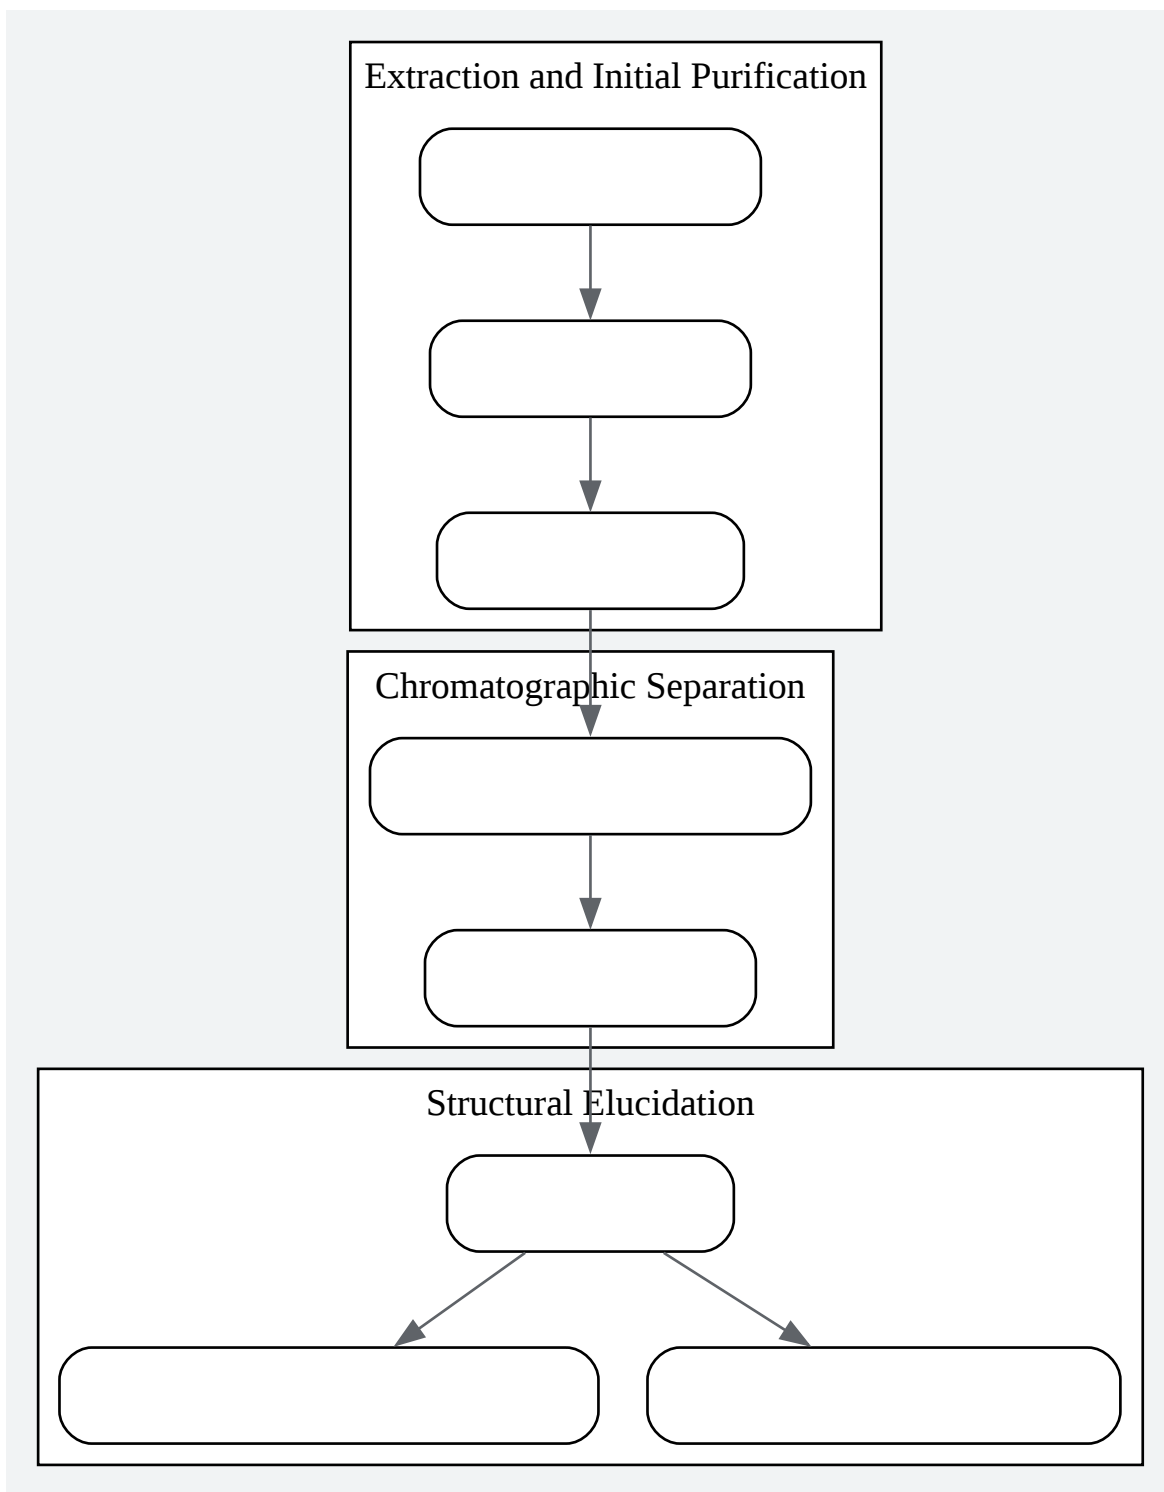 Extraction and Initial Purification
Chromatographic Separation
Structural Elucidation